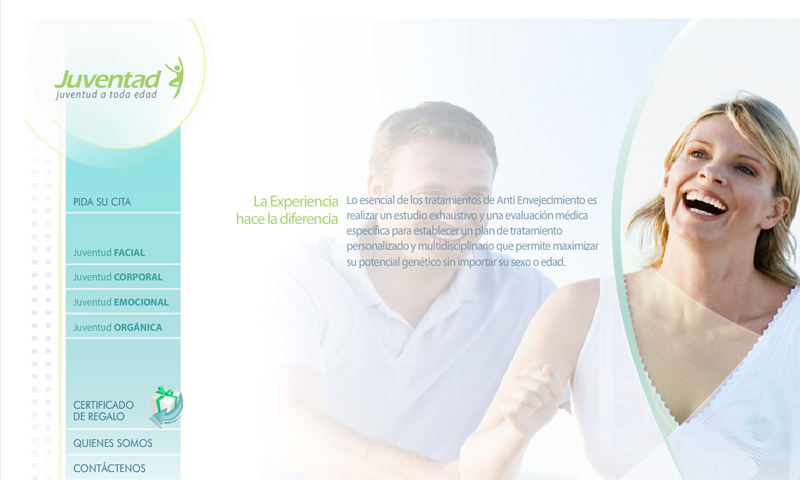 Juventad
juventud a toda edad
PIDA SU CITA
Juventud FACIAL
Juventud CORPORAL
Juventud EMOCIONAL
Juventud ORGÁNICA
CERTIFICADO
DE REGALO
QUIENES SOMOS
CONTÁCTENOS
La Experiencia
hace la diferencia
Lo esencial de los tratamientos de Anti Envejecimiento es
realizar un estudio exhaustivo y una evaluación médica
específica para establecer un plan de tratamiento
personalizado y multidisciplinario que permite maximizar
su potencial genético sin importar su sexo o edad.